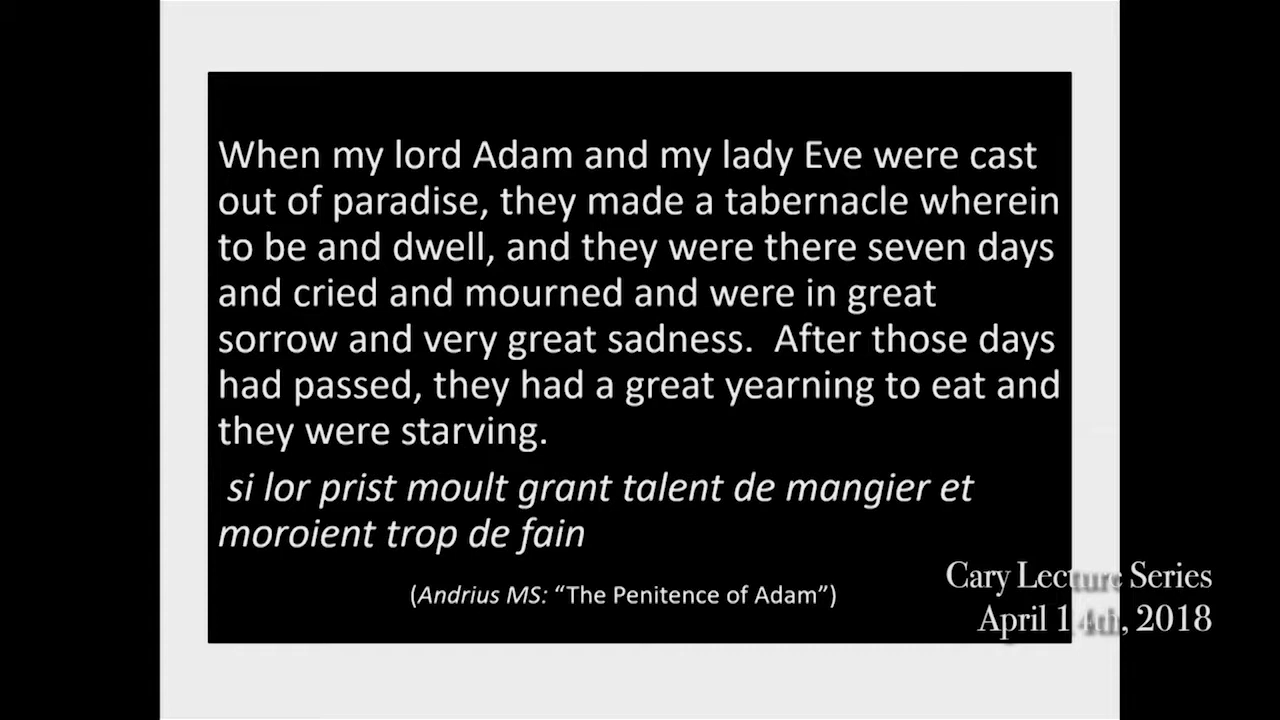 When my lord Adam and my lady Eve were cast
out of paradise, they made a tabernacle wherein
to be and dwell, and they were there seven days
and cried and mourned and were in great
sorrow and very great sadness.  After those days
had passed, they had a great yearning to eat and
they were starving.
si lor prist moult grant talent de mangier et
moroient trop de fain
(Andrius MS: “The Penitence of Adam”)
Cary Lecture Series
April 14th, 2018